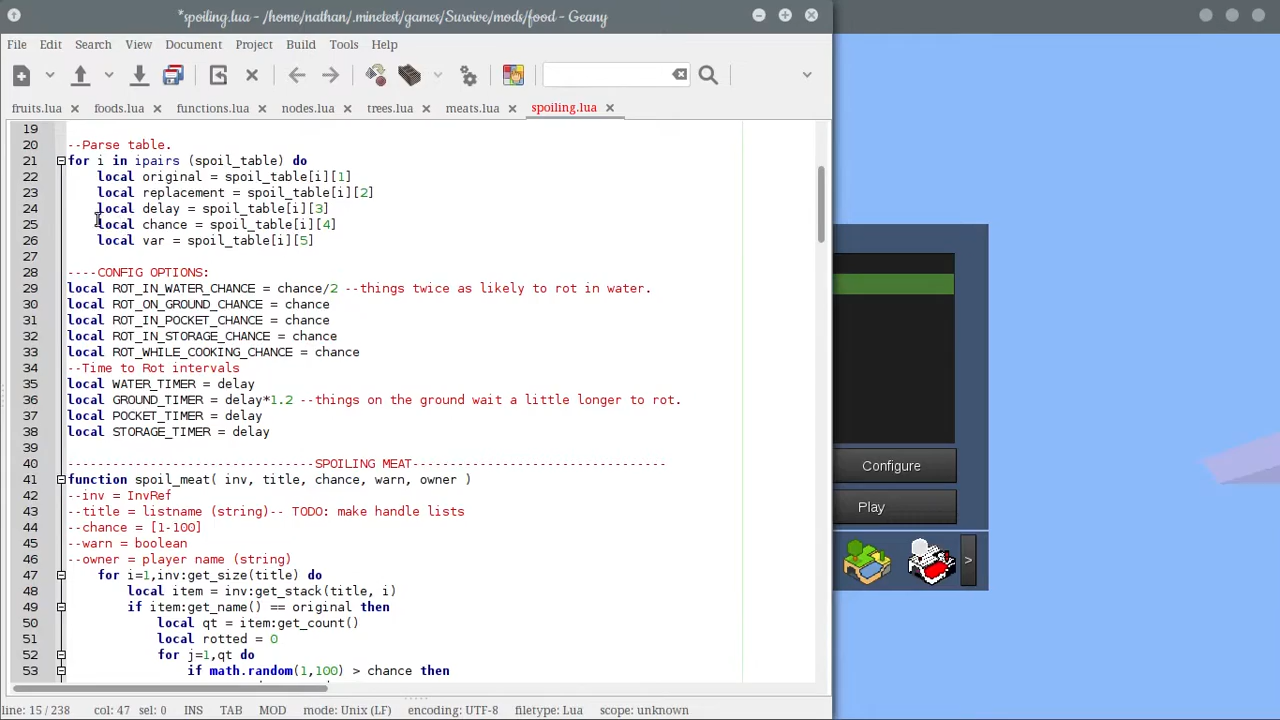 *spoiling.lua - /home/nathan/.minetest/games/Survive/mods/food - Geany
File Edit Search View Document Project Build Tools Help
fruits.lua foods.lua functions.lua nodes.lua trees.lua meats.lua spoiling.lua
19
20 --Parse table.
21 for i in ipairs (spoil_table) do
22 local original = spoil_table[i][1]
23 local replacement = spoil_table[i][2]
24 local delay = spoil_table[i][3]
25 local chance = spoil_table[i][4]
26 local var = spoil_table[i][5]
27
28 ----CONFIG OPTIONS:
29 local ROT_IN_WATER_CHANCE = chance/2 --things twice as likely to rot in water.
30 local ROT_ON_GROUND_CHANCE = chance
31 local ROT_IN_POCKET_CHANCE = chance
32 local ROT_IN_STORAGE_CHANCE = chance
33 local ROT_WHILE_COOKING_CHANCE = chance
34 --Time to Rot intervals
35 local WATER_TIMER = delay
36 local GROUND_TIMER = delay*1.2 --things on the ground wait a little longer to rot.
37 local POCKET_TIMER = delay
38 local STORAGE_TIMER = delay
39
40 ---------------------------------SPOILING MEAT----------------------------------
41 function spoil_meat( inv, title, chance, warn, owner )
42 --inv = InvRef
43 --title = listname (string)-- TODO: make handle lists
44 --chance = [1-100]
45 --warn = boolean
46 --owner = player name (string)
47 for i=1,inv:get_size(title) do
48 local item = inv:get_stack(title, i)
49 if item:get_name() == original then
50 local qt = item:get_count()
51 local rotted = 0
52 for j=1,qt do
53 if math.random(1,100) > chance then
line: 15 / 238 col: 47 sel: 0 INS TAB MOD mode: Unix (LF) encoding: UTF-8 filetype: Lua scope: unknown
Configure
Play
>